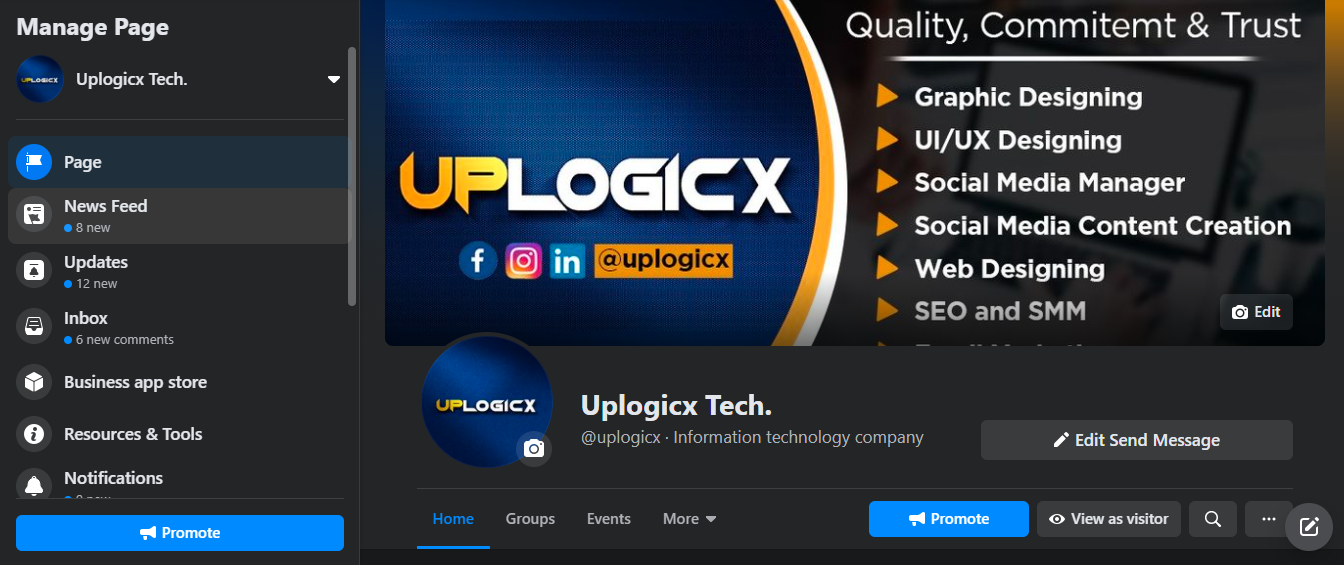 Manage Page
UPLOGICX
Uplogicx Tech.
Page
News Feed
8 new
Updates
12 new
Inbox
6 new comments
Business app store
Resources & Tools
Notifications
Promote
Quality, Commitemt & Trust
Graphic Designing
UI/UX Designing
Social Media Manager
Social Media Content Creation
Web Designing
SEO and SMM
UPLOGICX
f
in
@uplogicx
Edit
UPLOGICX
Uplogicx Tech.
@uplogicx · Information technology company
Edit Send Message
Home
Groups
Events
More
Promote
View as visitor